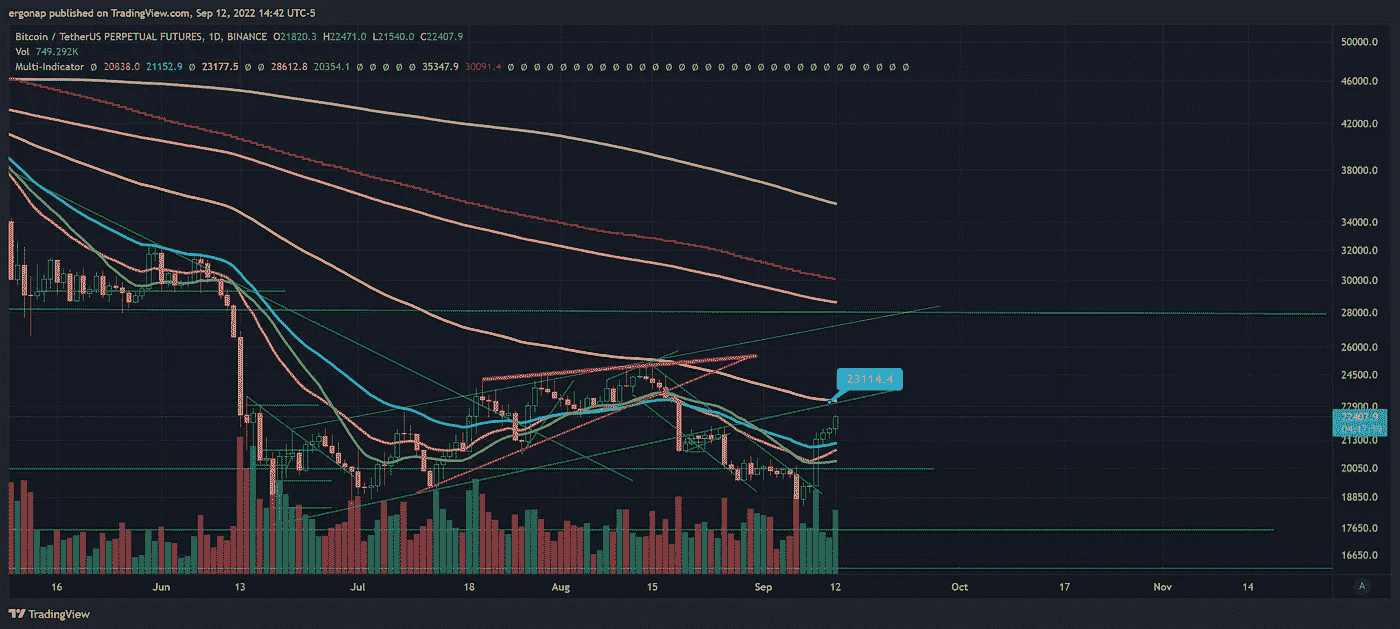 ergonap published on TradingView.com, Sep 12, 2022 14:42 UTC-5
Bitcoin / TetherUS PERPETUAL FUTURES, 1D, BINANCE O21820.3 H22471.0 L21540.0 C22407.9
Vol 749.292K
Multi-Indicator ∅ 20838.0 21152.9 ∅ 23177.5 ∅ ∅ 28612.8 20354.1 ∅ ∅ ∅ ∅ ∅ 35347.9 30091.4 ∅ ∅ ∅ ∅ ∅ ∅ ∅ ∅ ∅ ∅ ∅ ∅ ∅ ∅ ∅ ∅ ∅ ∅ ∅ ∅ ∅ ∅ ∅ ∅ ∅ ∅ ∅ ∅ ∅ ∅ ∅ ∅ ∅ ∅ ∅
50000.0
46000.0
42000.0
38000.0
34000.0
32000.0
30000.0
28000.0
26000.0
24500.0
23114.4
22900.0
22407.9
21300.0
20050.0
18850.0
17650.0
16650.0
16 Jun 13 Jul 18 Aug 15 Sep 12 Oct 17 Nov 14
A
TradingView